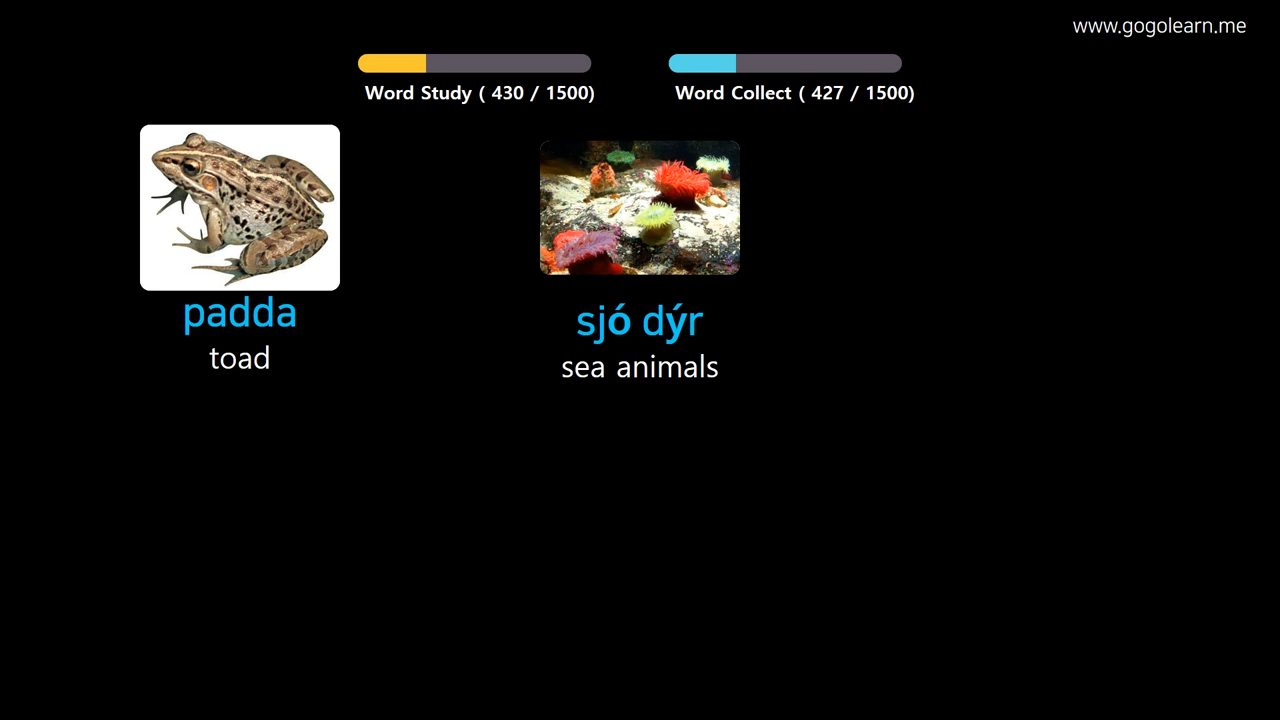 www.gogolearn.me
Word Study ( 430 / 1500)
Word Collect ( 427 / 1500)
padda
toad
sjó dýr
sea animals